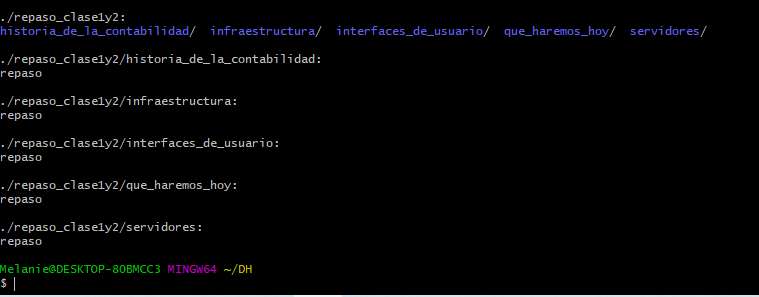 ./repaso_clase1y2:
historia_de_la_contabilidad/ infraestructura/ interfaces_de_usuario/ que_haremos_hoy/ servidores/
./repaso_clase1y2/historia_de_la_contabilidad:
repaso
./repaso_clase1y2/infraestructura:
repaso
./repaso_clase1y2/interfaces_de_usuario:
repaso
./repaso_clase1y2/que_haremos_hoy:
repaso
./repaso_clase1y2/servidores:
repaso
Melanie@DESKTOP-8OBMCC3 MINGW64 ~/DH
$